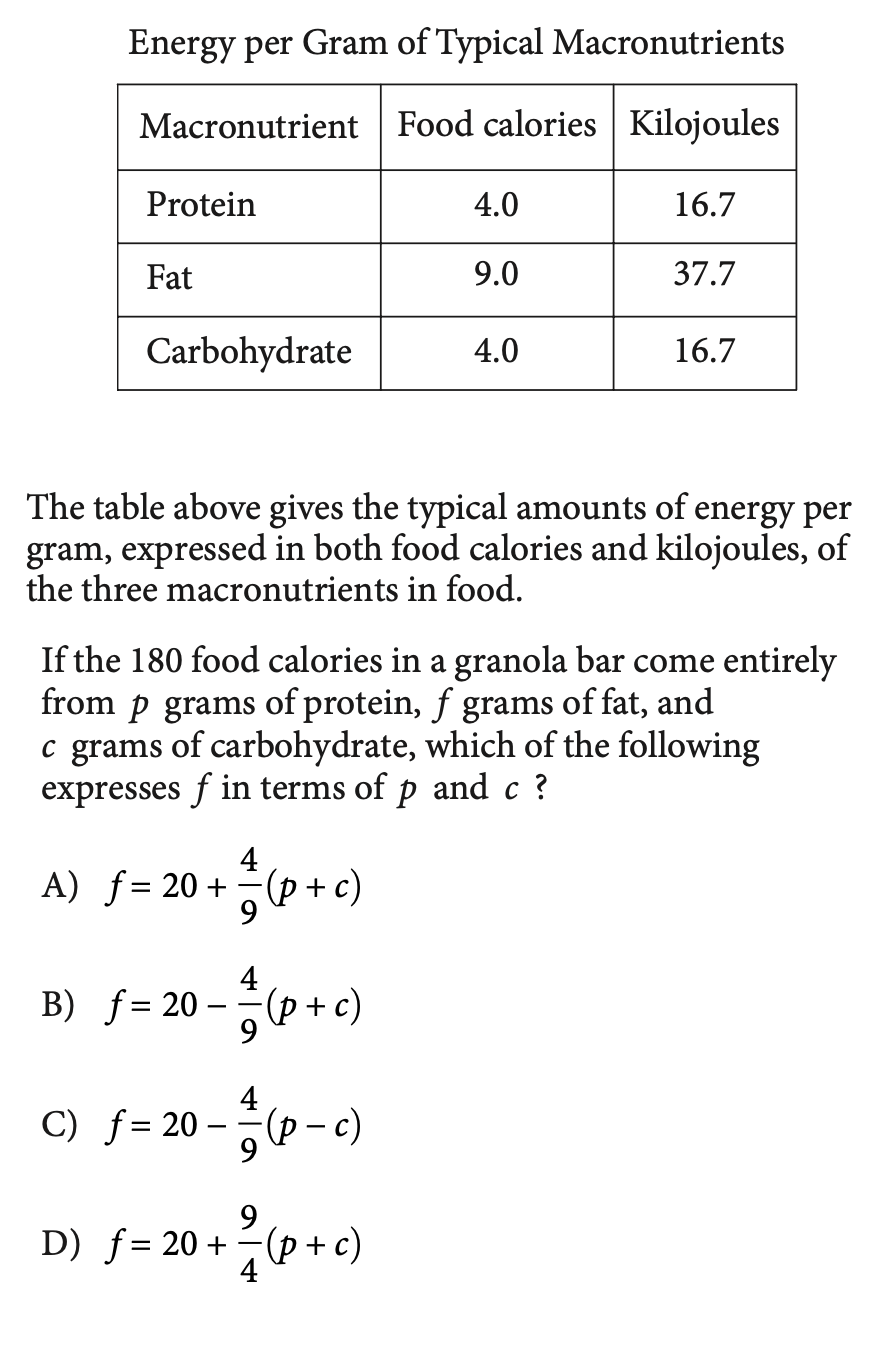 Energy per Gram of Typical Macronutrients
Macronutrient Food calories Kilojoules
Protein 4.0 16.7
Fat 9.0 37.7
Carbohydrate 4.0 16.7
The table above gives the typical amounts of energy per
gram, expressed in both food calories and kilojoules, of
the three macronutrients in food.
If the 180 food calories in a granola bar come entirely
from p grams of protein, f grams of fat, and
c grams of carbohydrate, which of the following
expresses f in terms of p and c ?
A) f = 20 + 4/9 (p + c)
B) f = 20 − 4/9 (p + c)
C) f = 20 − 4/9 (p − c)
D) f = 20 + 9/4 (p + c)